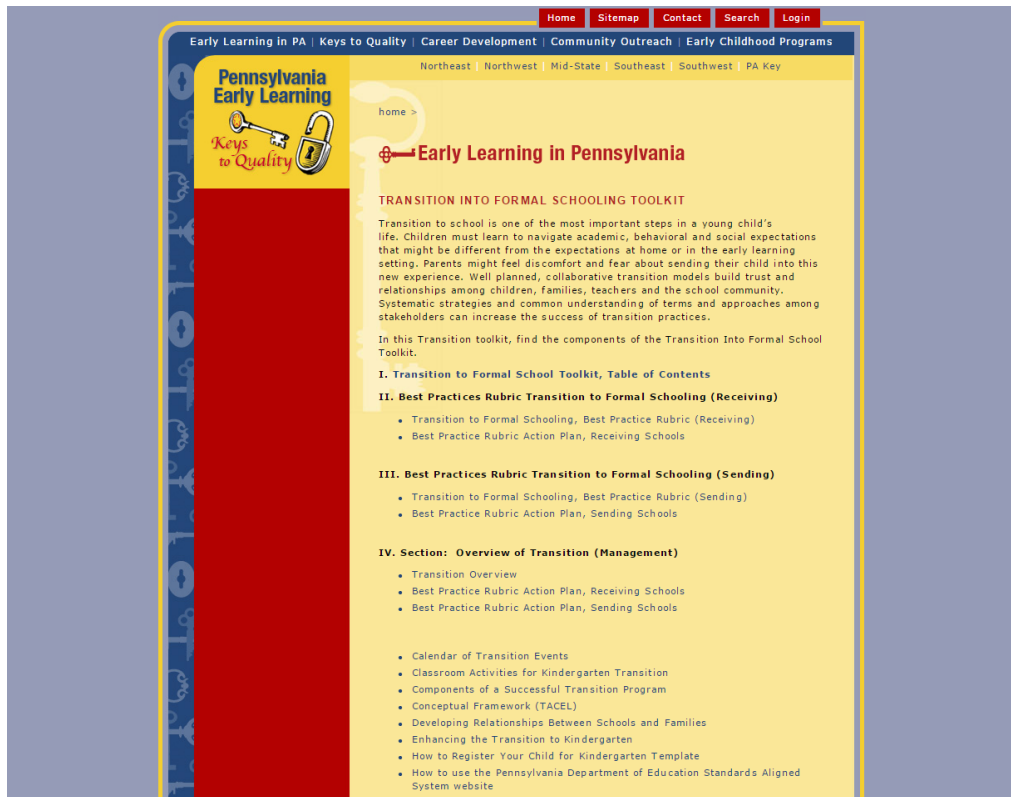 Home Sitemap Contact Search Login
Early Learning in PA | Keys to Quality | Career Development | Community Outreach | Early Childhood Programs
Northeast | Northwest | Mid-State | Southeast | Southwest | PA Key
Pennsylvania
Early Learning
Keys
to Quality
home >
Early Learning in Pennsylvania
TRANSITION INTO FORMAL SCHOOLING TOOLKIT
Transition to school is one of the most important steps in a young child's
life. Children must learn to navigate academic, behavioral and social expectations
that might be different from the expectations at home or in the early learning
setting. Parents might feel discomfort and fear about sending their child into this
new experience. Well planned, collaborative transition models build trust and
relationships among children, families, teachers and the school community.
Systematic strategies and common understanding of terms and approaches among
stakeholders can increase the success of transition practices.
In this Transition toolkit, find the components of the Transition Into Formal School
Toolkit.
I. Transition to Formal School Toolkit, Table of Contents
II. Best Practices Rubric Transition to Formal Schooling (Receiving)
• Transition to Formal Schooling, Best Practice Rubric (Receiving)
• Best Practice Rubric Action Plan, Receiving Schools
III. Best Practices Rubric Transition to Formal Schooling (Sending)
• Transition to Formal Schooling, Best Practice Rubric (Sending)
• Best Practice Rubric Action Plan, Sending Schools
IV. Section: Overview of Transition (Management)
• Transition Overview
• Best Practice Rubric Action Plan, Receiving Schools
• Best Practice Rubric Action Plan, Sending Schools
• Calendar of Transition Events
• Classroom Activities for Kindergarten Transition
• Components of a Successful Transition Program
• Conceptual Framework (TACEL)
• Developing Relationships Between Schools and Families
• Enhancing the Transition to Kindergarten
• How to Register Your Child for Kindergarten Template
• How to use the Pennsylvania Department of Education Standards Aligned
System website